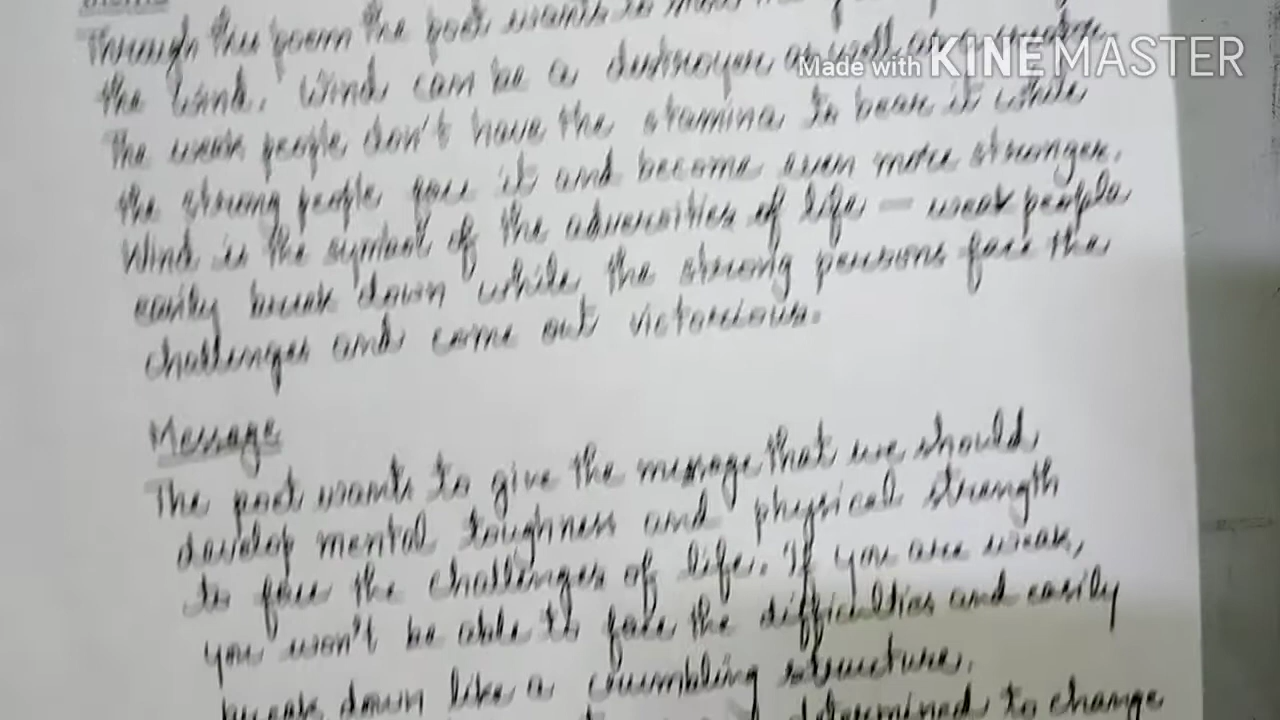 Theme
Through this poem the poet wants to
the wind. Wind can be a destroyer as well as a
The weak people don't have the stamina to bear it while
the strong people face it and become even more stronger.
Wind is the symbol of the adversities of life – weak people
easily break down while the strong persons face the
challenges and come out victorious.
Message
The poet wants to give the message that we should
develop mental toughness and physical strength
to face the challenges of life. If you are weak,
you won't be able to face the difficulties and easily
break down like a crumbling structure.
determined to change
Made with KINEMASTER